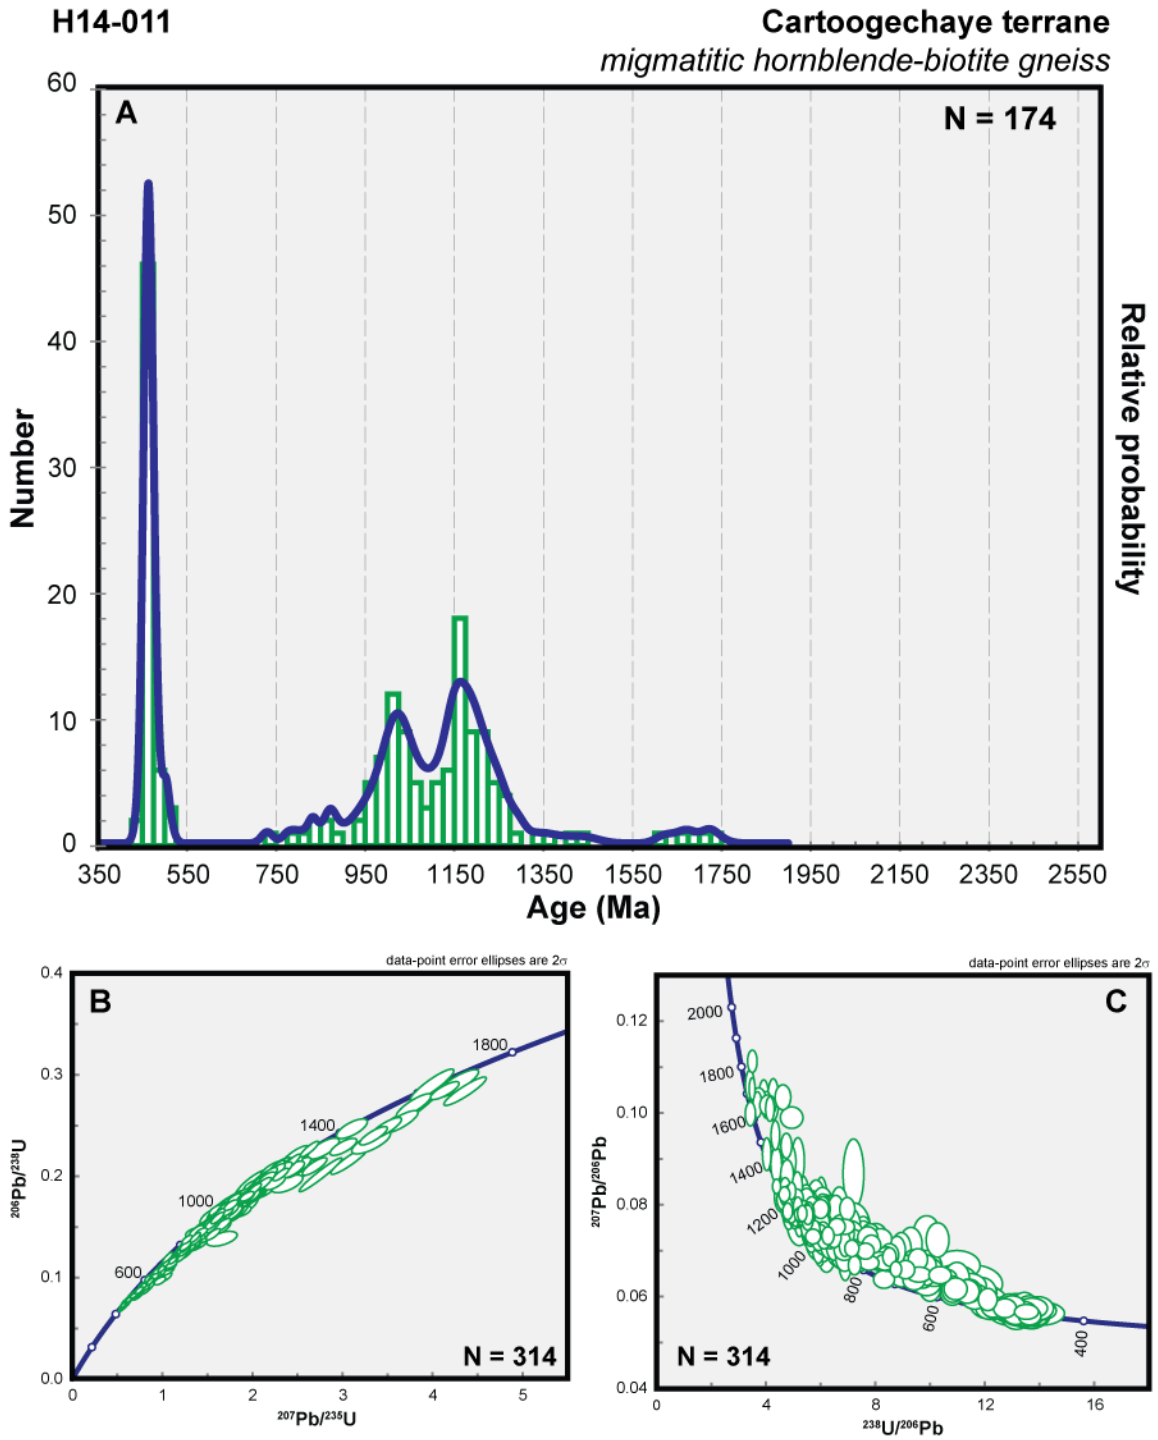 H14-011
Cartoogechaye terrane
migmatitic hornblende-biotite gneiss
A
N = 174
60
50
40
30
20
10
0
Number
Relative probability
350 550 750 950 1150 1350 1550 1750 1950 2150 2350 2550
Age (Ma)
data-point error ellipses are 2σ
B
0.4
0.3
0.2
0.1
0.0
1800
1400
1000
600
N = 314
0 1 2 3 4 5
²⁰⁶Pb/²³⁸U
²⁰⁷Pb/²³⁵U
data-point error ellipses are 2σ
C
0.12
0.10
0.08
0.06
0.04
2000
1800
1600
1400
1200
1000
800
600
400
N = 314
0 4 8 12 16
²⁰⁷Pb/²⁰⁶Pb
²³⁸U/²⁰⁶Pb